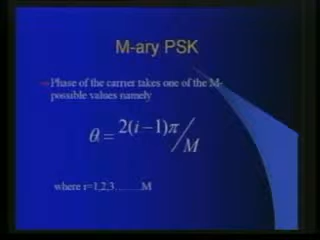 M-ary PSK
Phase of the carrier takes one of the M-
possible values namely
θᵢ = 2(i−1)π/M
where i=1,2,3........M